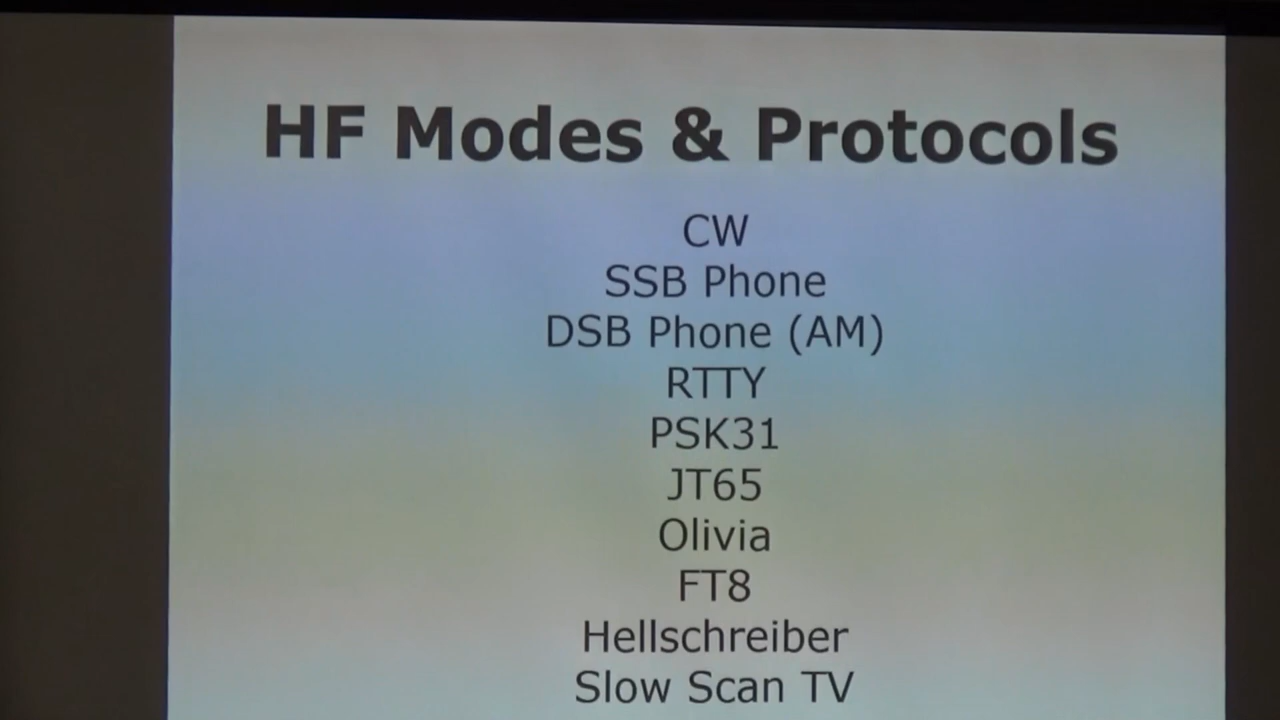 HF Modes & Protocols
CW
SSB Phone
DSB Phone (AM)
RTTY
PSK31
JT65
Olivia
FT8
Hellschreiber
Slow Scan TV